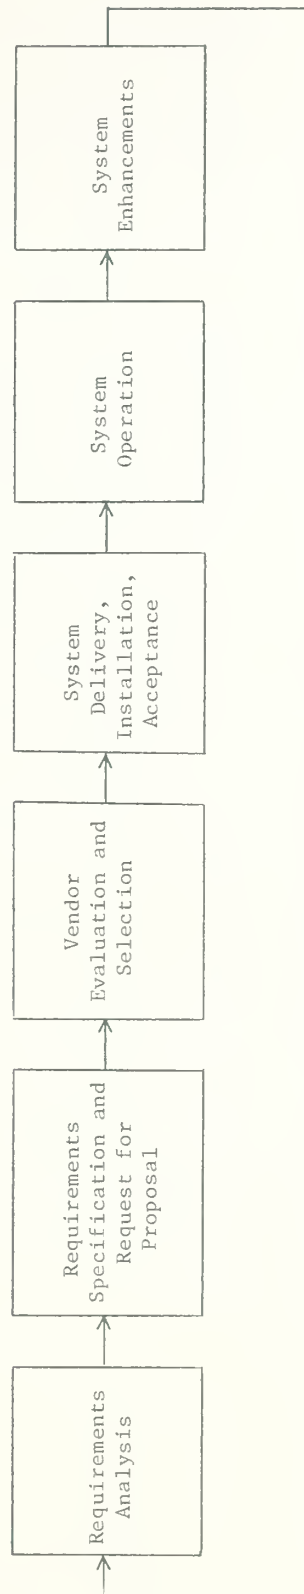 Requirements
Analysis
Requirements
Specification and
Request for
Proposal
Vendor
Evaluation and
Selection
System
Delivery,
Installation,
Acceptance
System
Operation
System
Enhancements